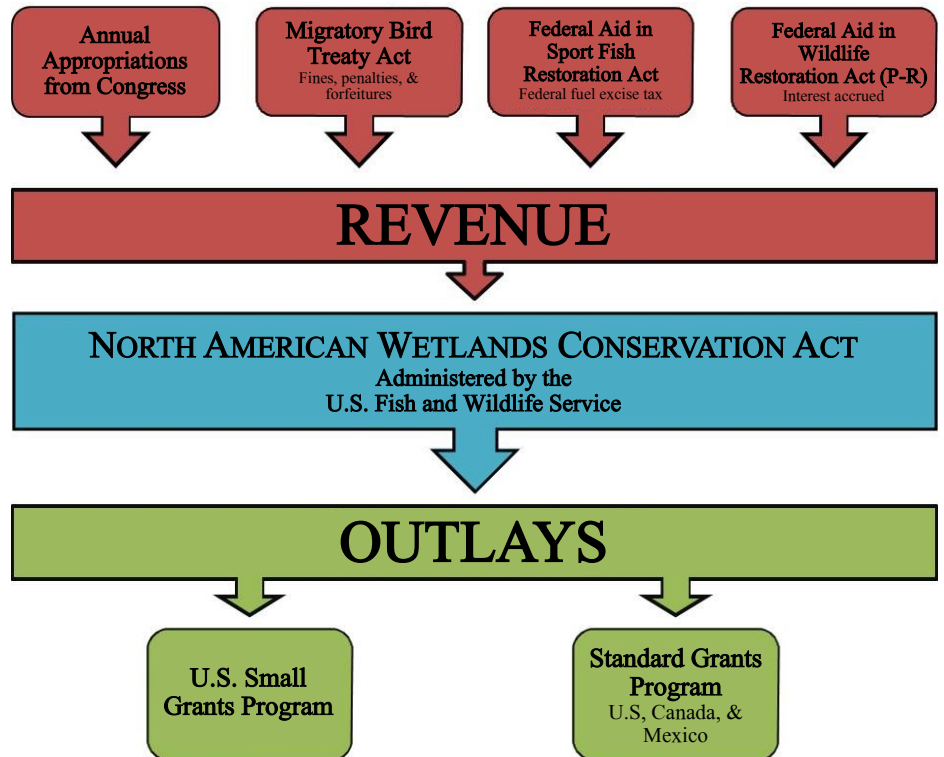 Annual
Appropriations
from Congress
Migratory Bird
Treaty Act
Fines, penalties, &
forfeitures
Federal Aid in
Sport Fish
Restoration Act
Federal fuel excise tax
Federal Aid in
Wildlife
Restoration Act (P-R)
Interest accrued
REVENUE
NORTH AMERICAN WETLANDS CONSERVATION ACT
Administered by the
U.S. Fish and Wildlife Service
OUTLAYS
U.S. Small
Grants Program
Standard Grants
Program
U.S, Canada, &
Mexico